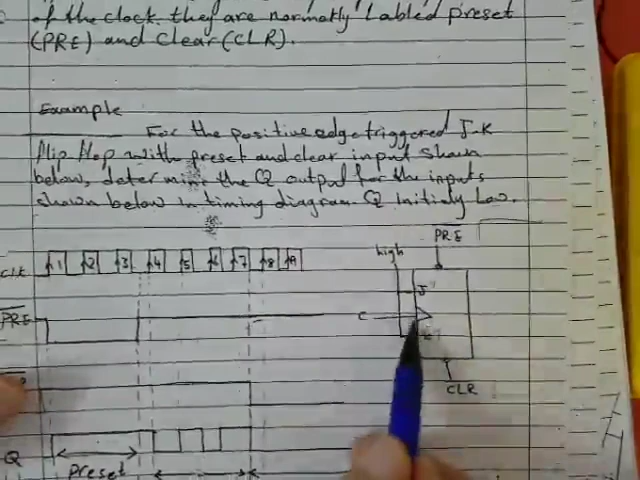 of the clock. they are normally Labled preset
(PRE) and Clear (CLR).
Example
For the positive edge triggered J-K
flip flop with preset and clear input shown
below, determine the Q output for the inputs
shown below in timing diagram Q Initialy Low.
PRE
high
CLK 1 2 3 4 5 6 7 8 9
J
PRE
C
K
CLR
Q
preset